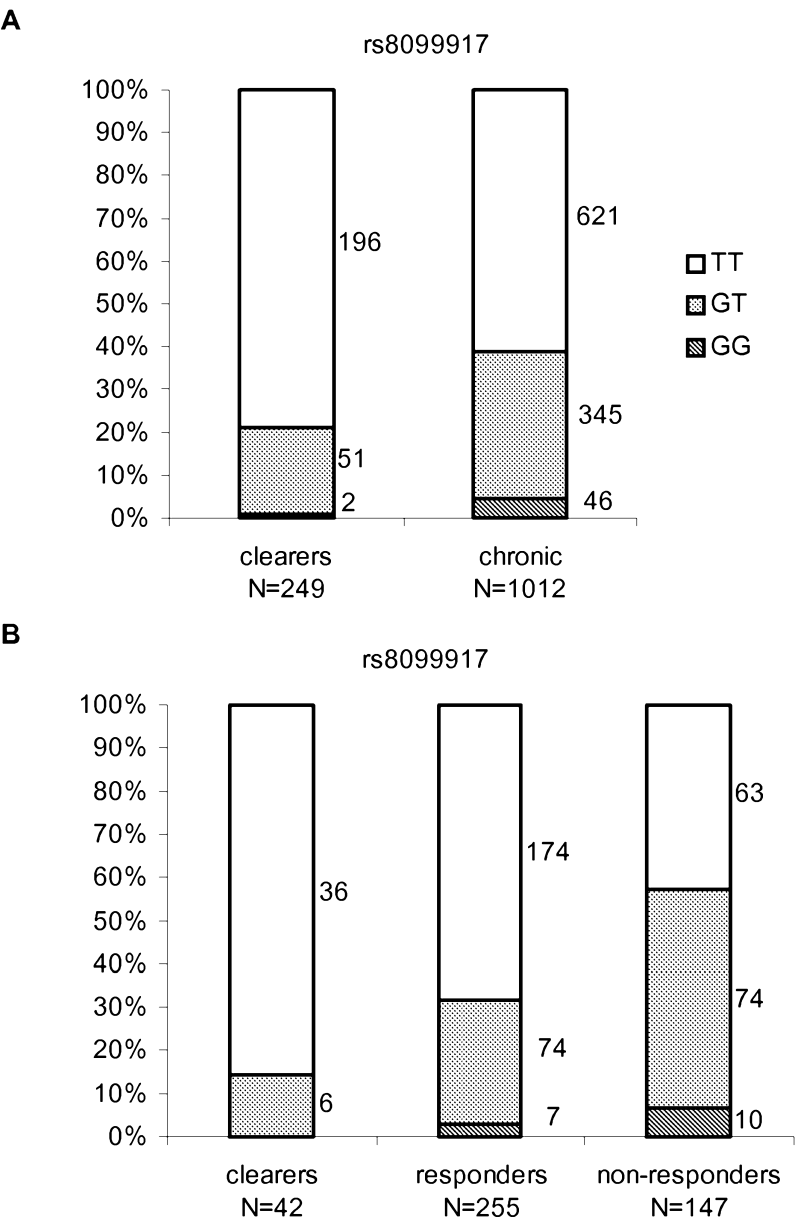 A
rs8099917
100%
90%
80%
70%
60%
50%
40%
30%
20%
10%
0%
196
51
2
621
345
46
TT
GT
GG
clearers
N=249
chronic
N=1012
B
rs8099917
100%
90%
80%
70%
60%
50%
40%
30%
20%
10%
0%
36
6
174
74
7
63
74
10
clearers
N=42
responders
N=255
non-responders
N=147